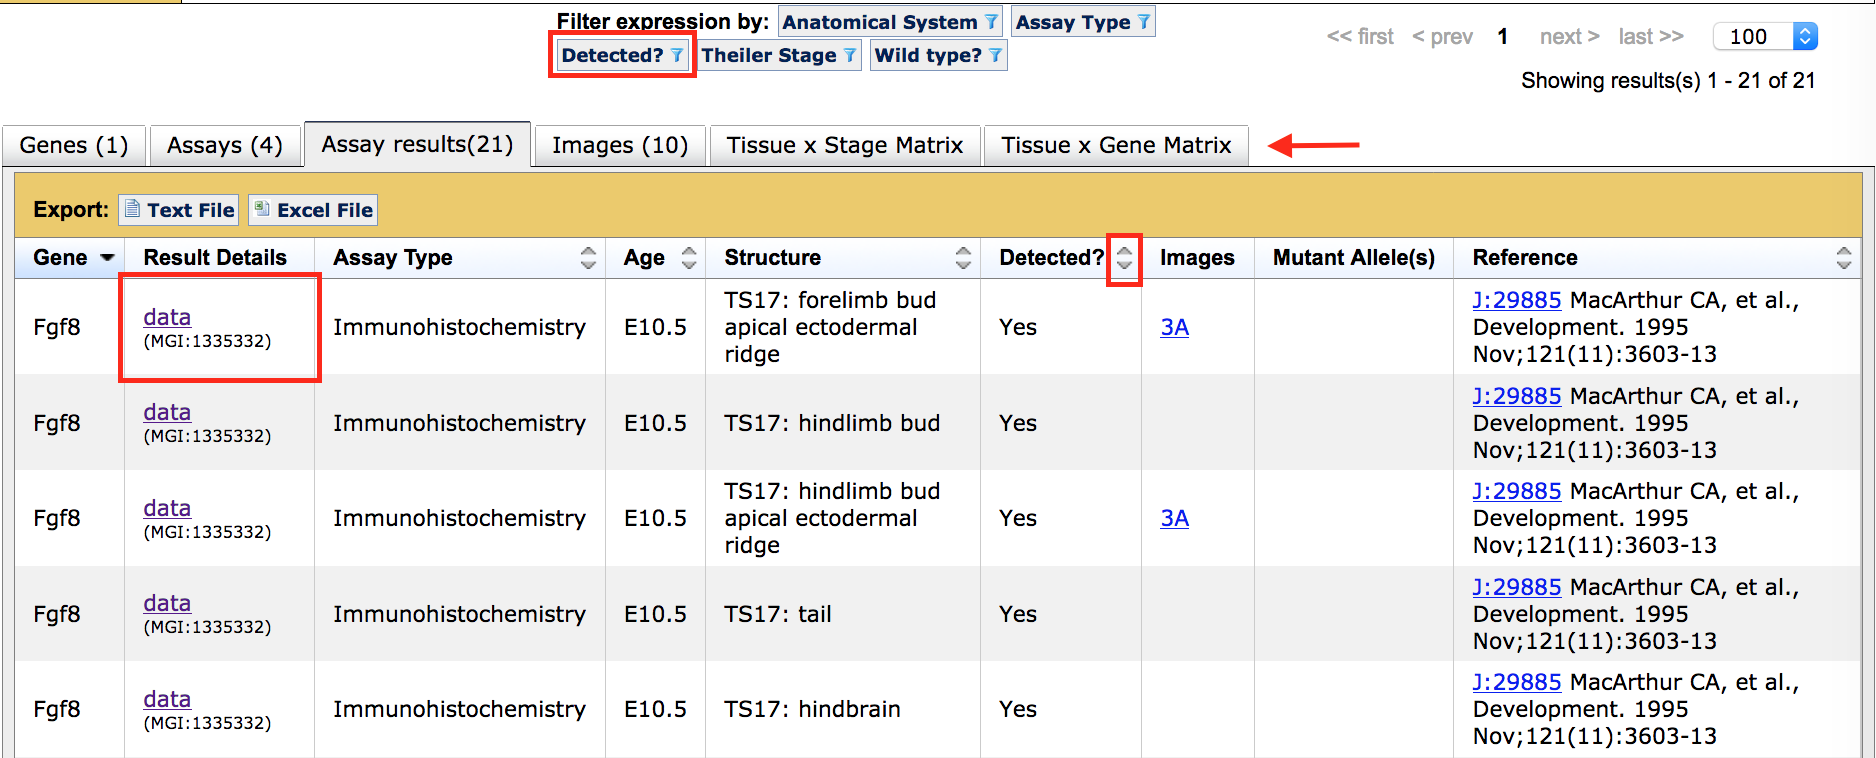 Filter expression by: Anatomical System Assay Type
Detected? Theiler Stage Wild type?
<< first < prev 1 next > last >> 100
Showing results(s) 1 - 21 of 21
Genes (1) Assays (4) Assay results(21) Images (10) Tissue x Stage Matrix Tissue x Gene Matrix
Export: Text File Excel File
Gene Result Details Assay Type Age Structure Detected? Images Mutant Allele(s) Reference
Fgf8 data (MGI:1335332) Immunohistochemistry E10.5 TS17: forelimb bud
apical ectodermal
ridge Yes 3A J:29885 MacArthur CA, et al.,
Development. 1995
Nov;121(11):3603-13
Fgf8 data (MGI:1335332) Immunohistochemistry E10.5 TS17: hindlimb bud Yes J:29885 MacArthur CA, et al.,
Development. 1995
Nov;121(11):3603-13
Fgf8 data (MGI:1335332) Immunohistochemistry E10.5 TS17: hindlimb bud
apical ectodermal
ridge Yes 3A J:29885 MacArthur CA, et al.,
Development. 1995
Nov;121(11):3603-13
Fgf8 data (MGI:1335332) Immunohistochemistry E10.5 TS17: tail Yes J:29885 MacArthur CA, et al.,
Development. 1995
Nov;121(11):3603-13
Fgf8 data (MGI:1335332) Immunohistochemistry E10.5 TS17: hindbrain Yes J:29885 MacArthur CA, et al.,
Development. 1995
Nov;121(11):3603-13